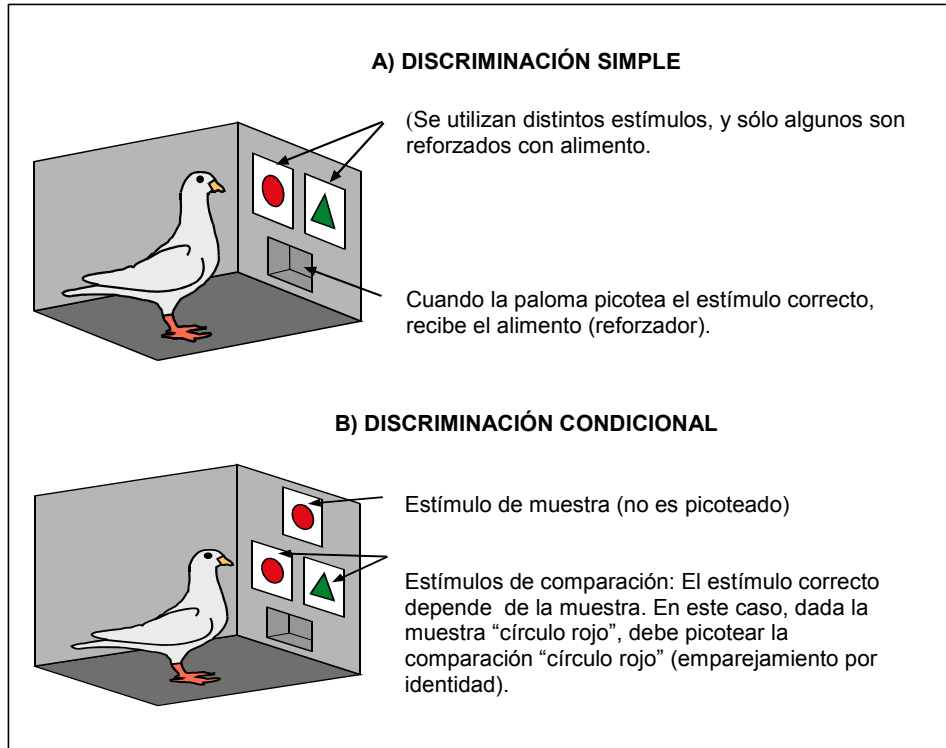 A) DISCRIMINACIÓN SIMPLE
(Se utilizan distintos estímulos, y sólo algunos son
reforzados con alimento.
Cuando la paloma picotea el estímulo correcto,
recibe el alimento (reforzador).
B) DISCRIMINACIÓN CONDICIONAL
Estímulo de muestra (no es picoteado)
Estímulos de comparación: El estímulo correcto
depende  de la muestra. En este caso, dada la
muestra “círculo rojo”, debe picotear la
comparación “círculo rojo” (emparejamiento por
identidad).